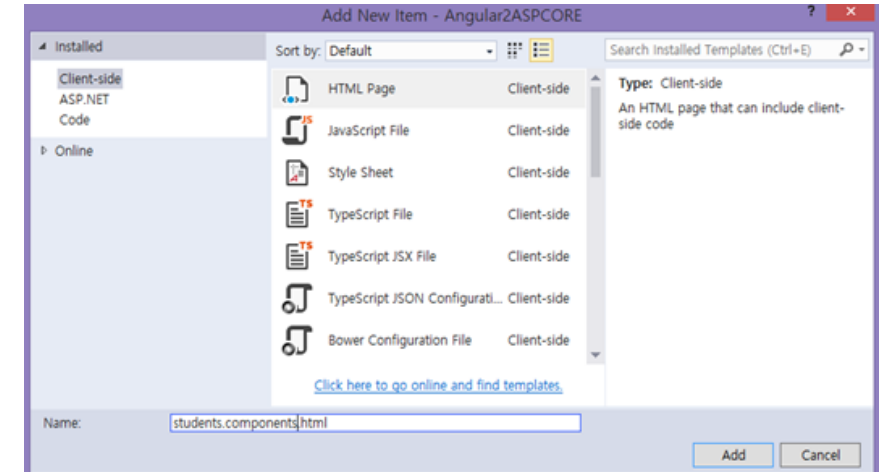 Add New Item - Angular2ASPCORE
? ×
Installed
Client-side
ASP.NET
Code
Online
Sort by: Default
HTML Page Client-side
JavaScript File Client-side
Style Sheet Client-side
TypeScript File Client-side
TypeScript JSX File Client-side
TypeScript JSON Configurati... Client-side
Bower Configuration File Client-side
Click here to go online and find templates.
Search Installed Templates (Ctrl+E)
Type: Client-side
An HTML page that can include client-
side code
Name: students.components.html
Add Cancel